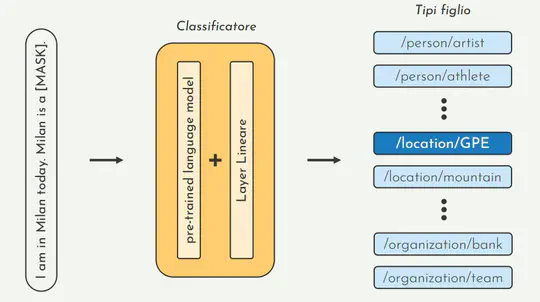 I am in Milan today. Milan is a [MASK].
Classificatore
pre-trained language model
+
Layer Lineare
Tipi figlio
/person/artist
/person/athlete
/location/GPE
/location/mountain
/organization/bank
/organization/team